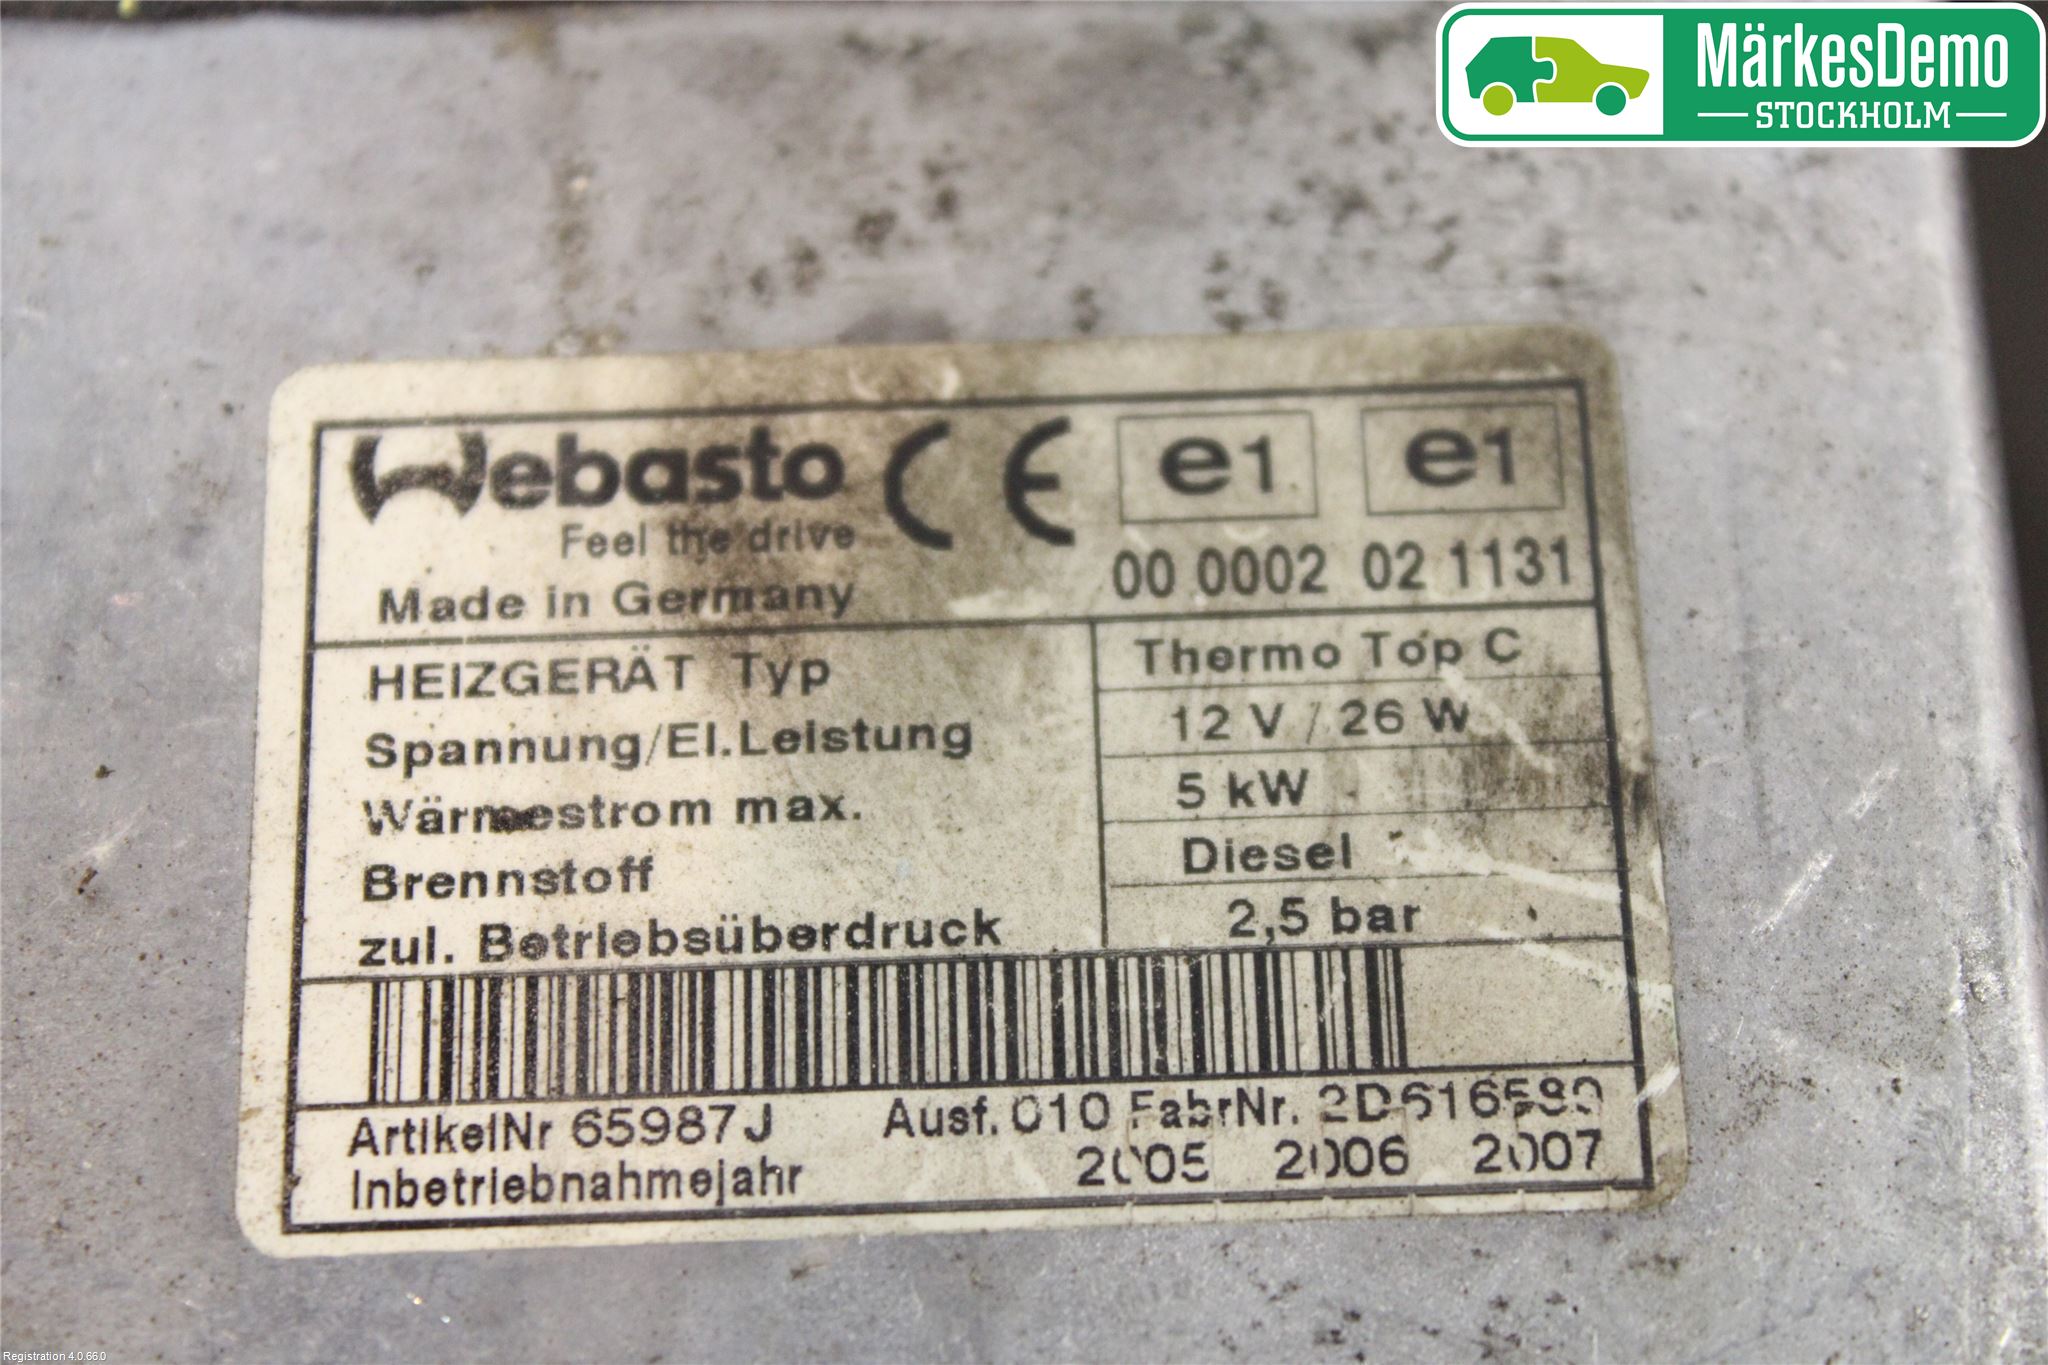 MärkesDemo
STOCKHOLM
Webasto CE e1 e1
Feel the drive
Made in Germany 00 0002 02 1131
HEIZGERÄT Typ Thermo Top C
Spannung/El.Leistung 12 V / 26 W
Wärmestrom max. 5 kW
Brennstoff Diesel
zul. Betriebsüberdruck 2,5 bar
ArtikelNr 65987J Ausf. 010 FabrNr.
Inbetriebnahmejahr 2005 2006 2007
Registration 4.0.66.0